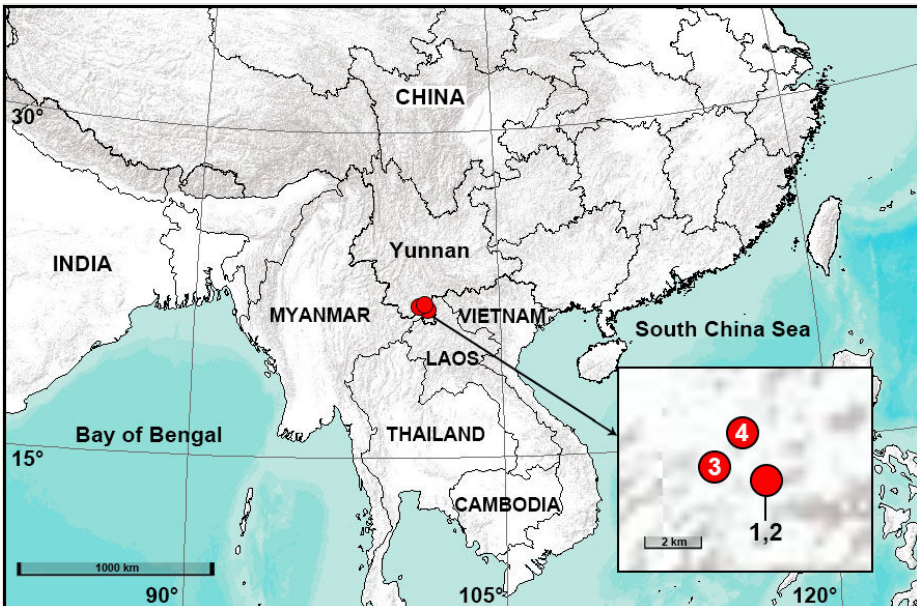 CHINA
30°
Yunnan
INDIA
MYANMAR
VIETNAM
South China Sea
LAOS
Bay of Bengal
THAILAND
4
15°
3
CAMBODIA
1,2
2 km
1000 km
90°
105°
120°